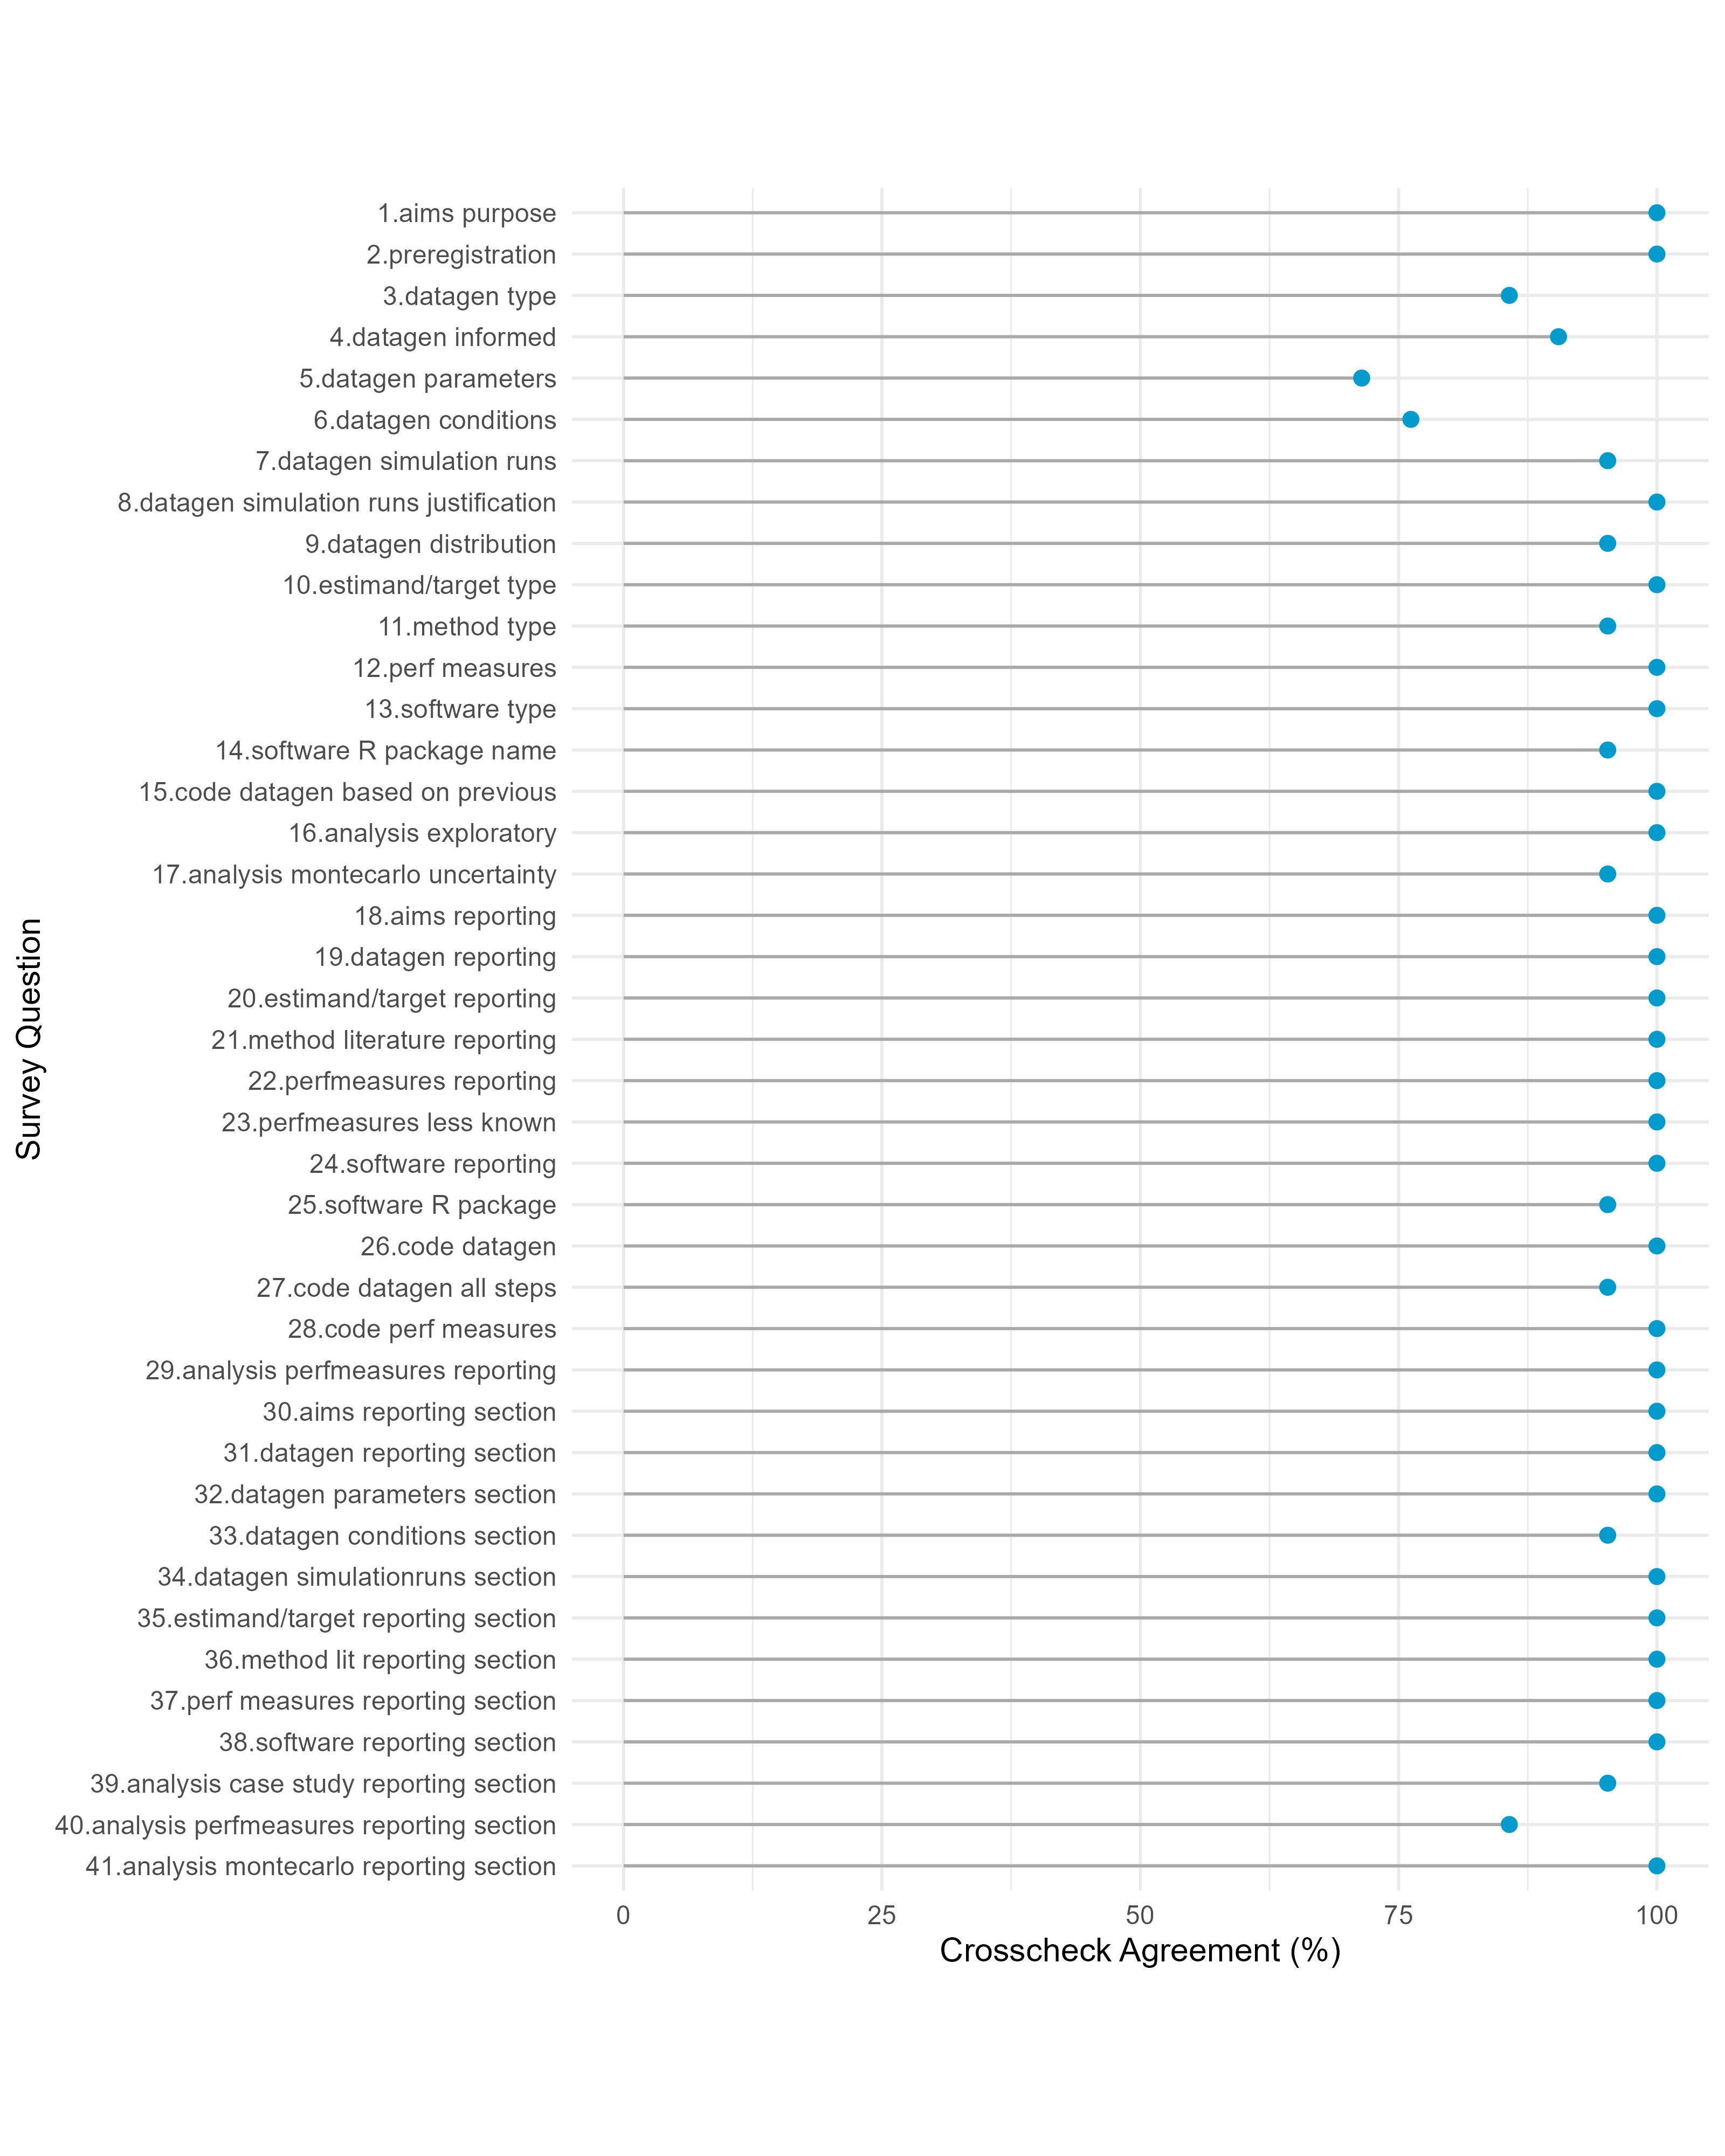 1.aims purpose
2.preregistration
3.datagen type
4.datagen informed
5.datagen parameters
6.datagen conditions
7.datagen simulation runs
8.datagen simulation runs justification
9.datagen distribution
10.estimand/target type
11.method type
12.perf measures
13.software type
14.software R package name
15.code datagen based on previous
16.analysis exploratory
17.analysis montecarlo uncertainty
18.aims reporting
19.datagen reporting
20.estimand/target reporting
21.method literature reporting
22.perfmeasures reporting
23.perfmeasures less known
24.software reporting
25.software R package
26.code datagen
27.code datagen all steps
28.code perf measures
29.analysis perfmeasures reporting
30.aims reporting section
31.datagen reporting section
32.datagen parameters section
33.datagen conditions section
34.datagen simulationruns section
35.estimand/target reporting section
36.method lit reporting section
37.perf measures reporting section
38.software reporting section
39.analysis case study reporting section
40.analysis perfmeasures reporting section
41.analysis montecarlo reporting section
Survey Question
0 25 50 75 100
Crosscheck Agreement (%)